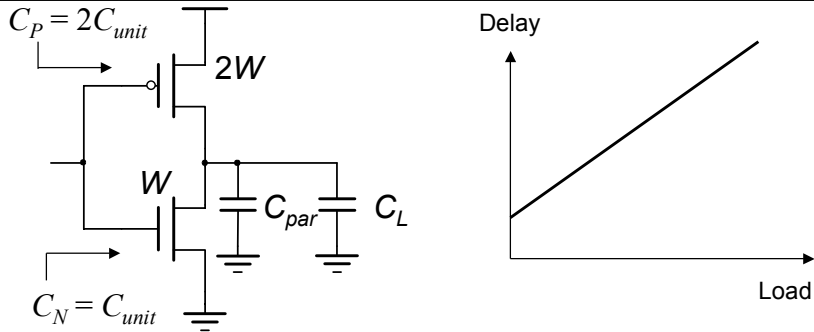 C_P = 2C_unit
2W
W
C_par
C_L
C_N = C_unit
Delay
Load